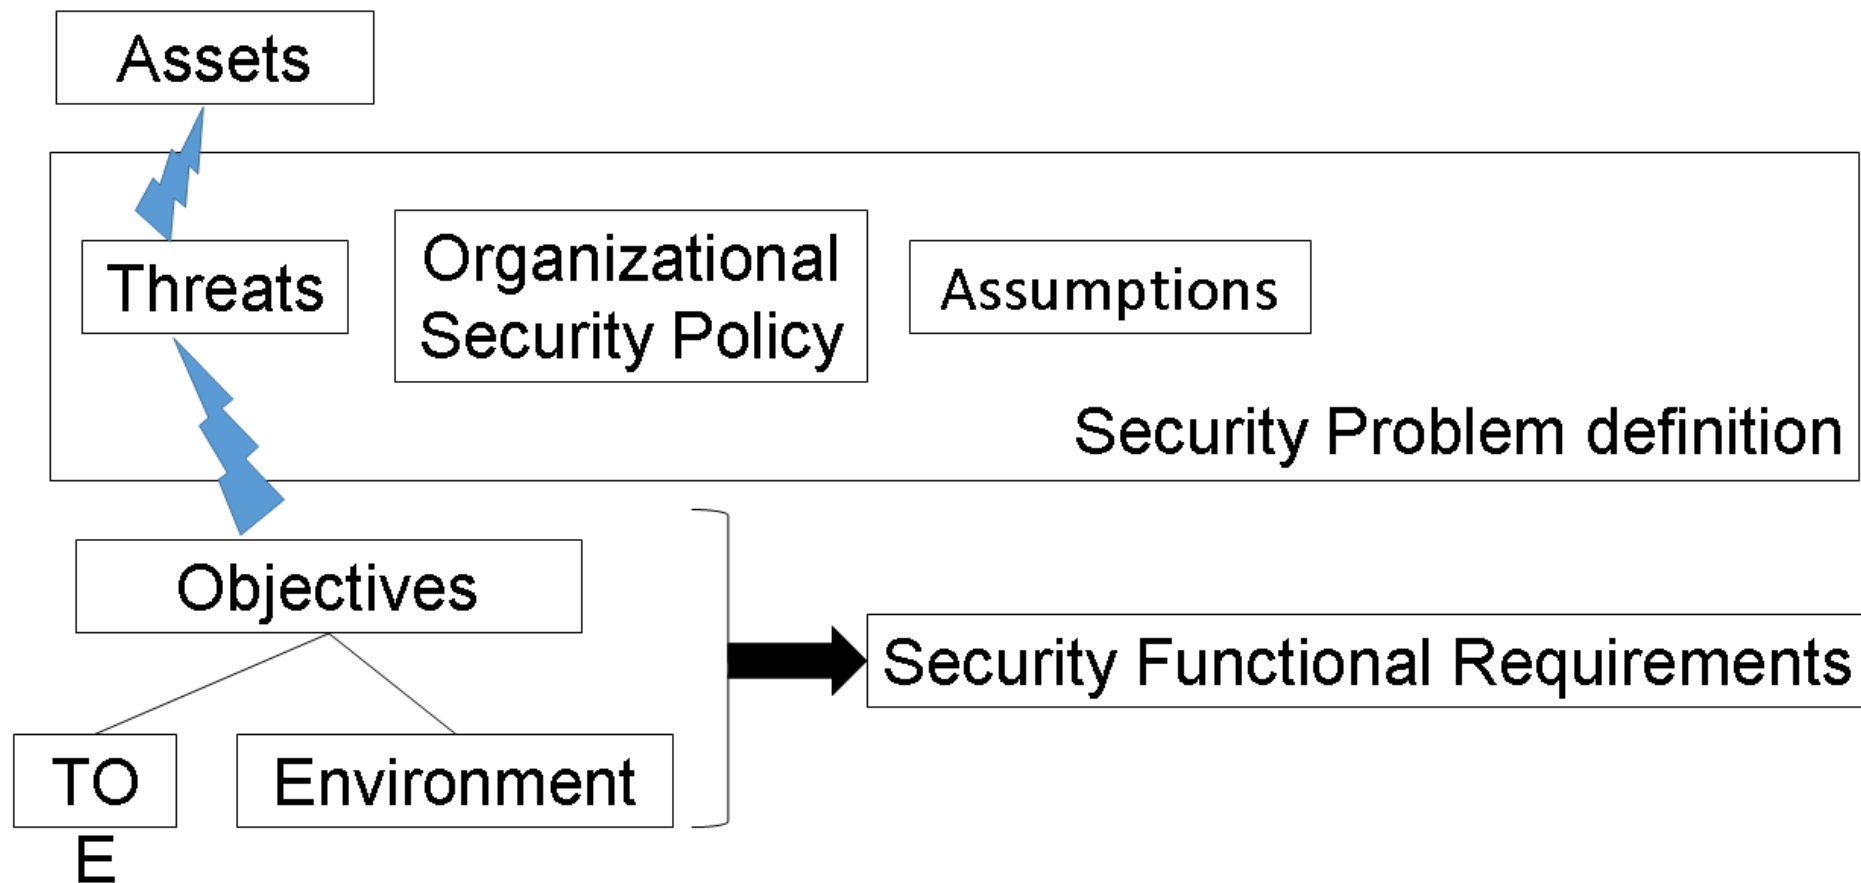 Assets
Threats
Organizational
Security Policy
Assumptions
Security Problem definition
Objectives
Security Functional Requirements
TO
E
Environment